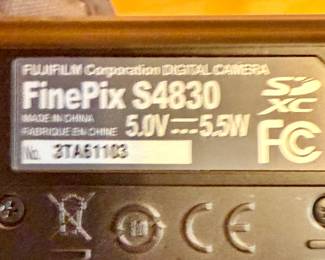 FUJIFILM Corporation DIGITAL CAMERA
FinePix S4830
SD XC
MADE IN CHINA
FABRIQUE EN CHINE
5.0V⎓5.5W
FC
No. 3TA61103
CE